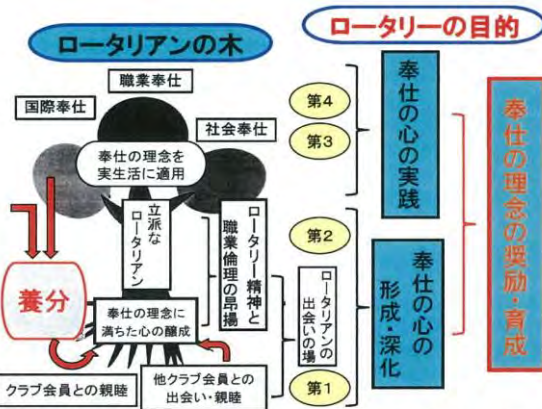 ロータリアンの木
ロータリーの目的
職業奉仕
国際奉仕
社会奉仕
奉仕の理念を
実生活に適用
立派な
ロータリアン
ロータリー精神と
職業倫理の昂揚
養分
奉仕の理念に
満ちた心の醸成
ロータリアンの
出会いの場
クラブ会員との親睦
他クラブ会員との
出会い・親睦
第4
第3
第2
第1
奉仕の心の実践
奉仕の心の
形成・深化
奉仕の理念の奨励・育成